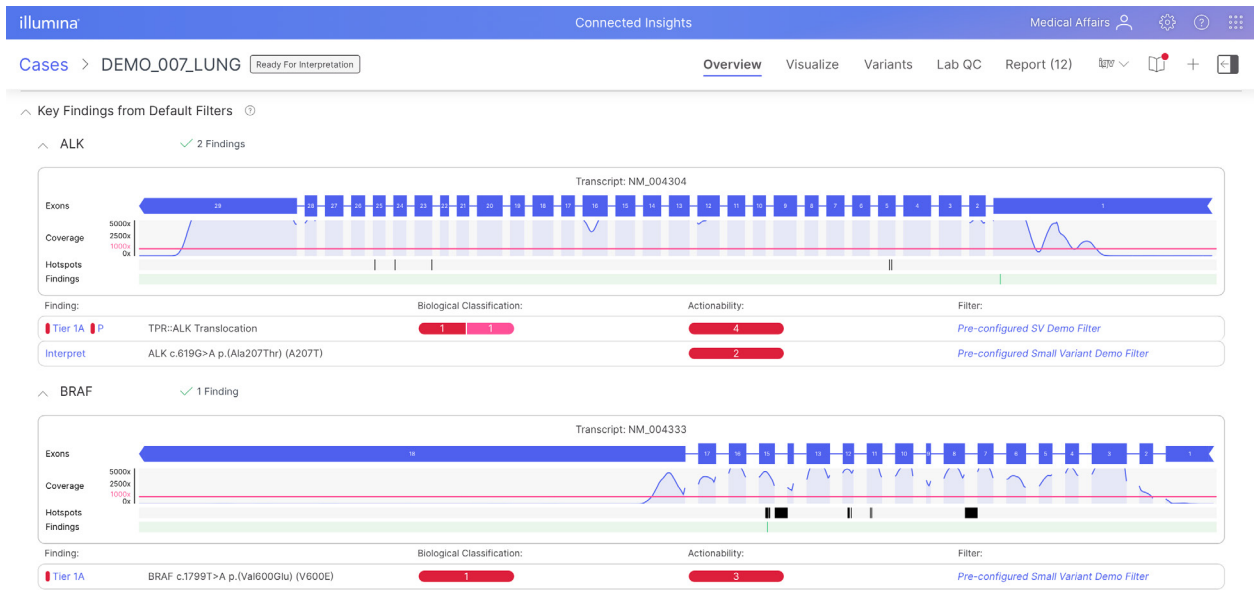 illumina
Connected Insights
Medical Affairs
Cases > DEMO_007_LUNG Ready For Interpretation
Overview Visualize Variants Lab QC Report (12)
Key Findings from Default Filters
ALK 2 Findings
Transcript: NM_004304
Exons 29 28 27 26 25 24 23 22 21 20 19 18 17 16 15 14 13 12 11 10 9 8 7 6 5 4 3 2 1
Coverage 5000x 2500x 1000x 0x
Hotspots
Findings
Finding: Biological Classification: Actionability: Filter:
Tier 1A P TPR::ALK Translocation 1 1 4 Pre-configured SV Demo Filter
Interpret ALK c.619G>A p.(Ala207Thr) (A207T) 2 Pre-configured Small Variant Demo Filter
BRAF 1 Finding
Transcript: NM_004333
Exons 18 17 16 15 13 12 11 10 9 8 7 6 5 4 3 2 1
Coverage 5000x 2500x 1000x 0x
Hotspots
Findings
Finding: Biological Classification: Actionability: Filter:
Tier 1A BRAF c.1799T>A p.(Val600Glu) (V600E) 1 3 Pre-configured Small Variant Demo Filter